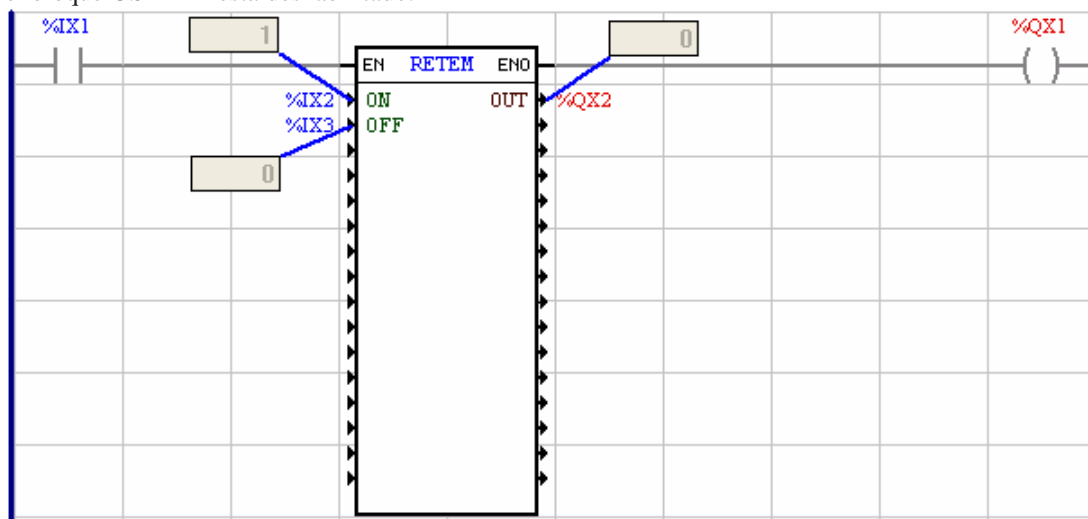 %IX1
1
0
%QX1
EN RETEM ENO
%IX2 ON OUT %QX2
%IX3 OFF
0